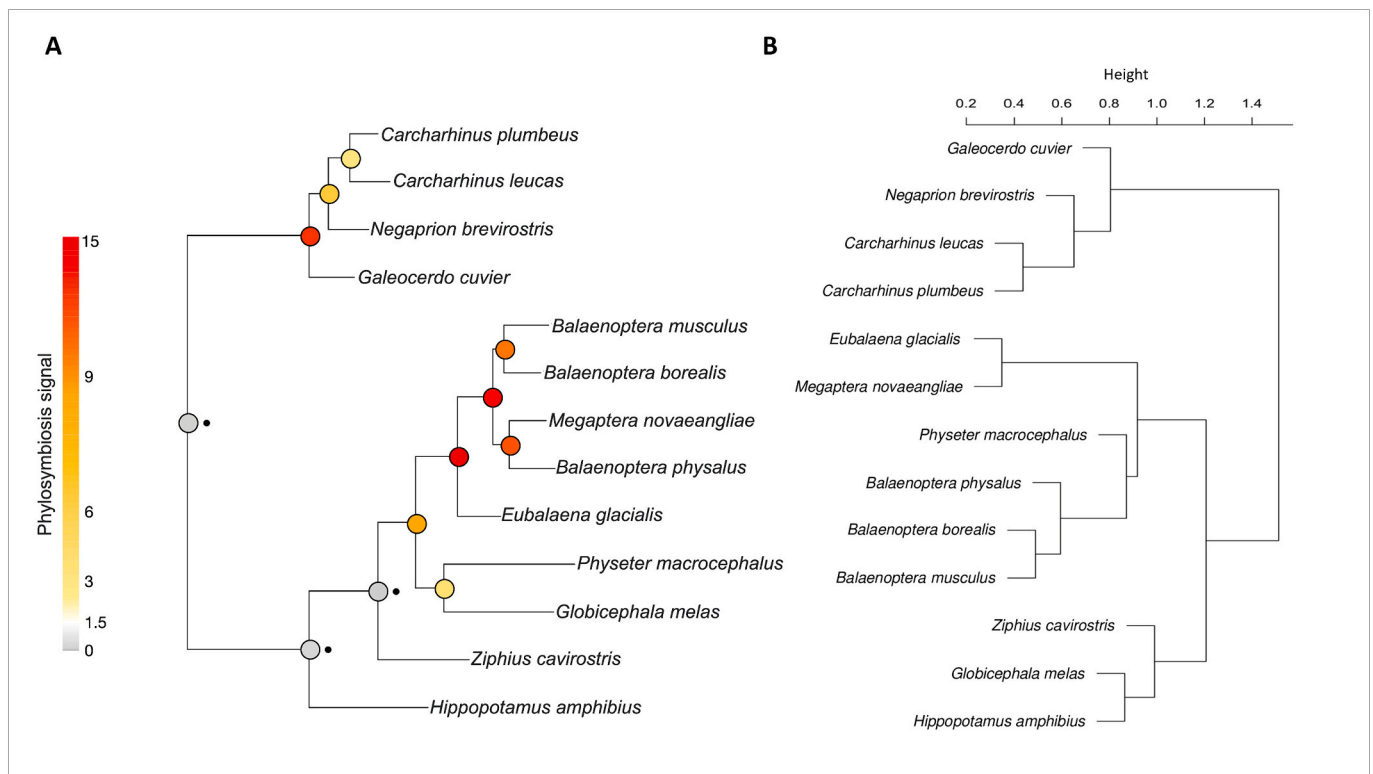 A
Carcharhinus plumbeus
Carcharhinus leucas
Negaprion brevirostris
Galeocerdo cuvier
Balaenoptera musculus
Balaenoptera borealis
Megaptera novaeangliae
Balaenoptera physalus
Eubalaena glacialis
Physeter macrocephalus
Globicephala melas
Ziphius cavirostris
Hippopotamus amphibius
Phylosymbiosis signal
15
9
6
3
1.5
0
B
Height
0.2 0.4 0.6 0.8 1.0 1.2 1.4
Galeocerdo cuvier
Negaprion brevirostris
Carcharhinus leucas
Carcharhinus plumbeus
Eubalaena glacialis
Megaptera novaeangliae
Physeter macrocephalus
Balaenoptera physalus
Balaenoptera borealis
Balaenoptera musculus
Ziphius cavirostris
Globicephala melas
Hippopotamus amphibius